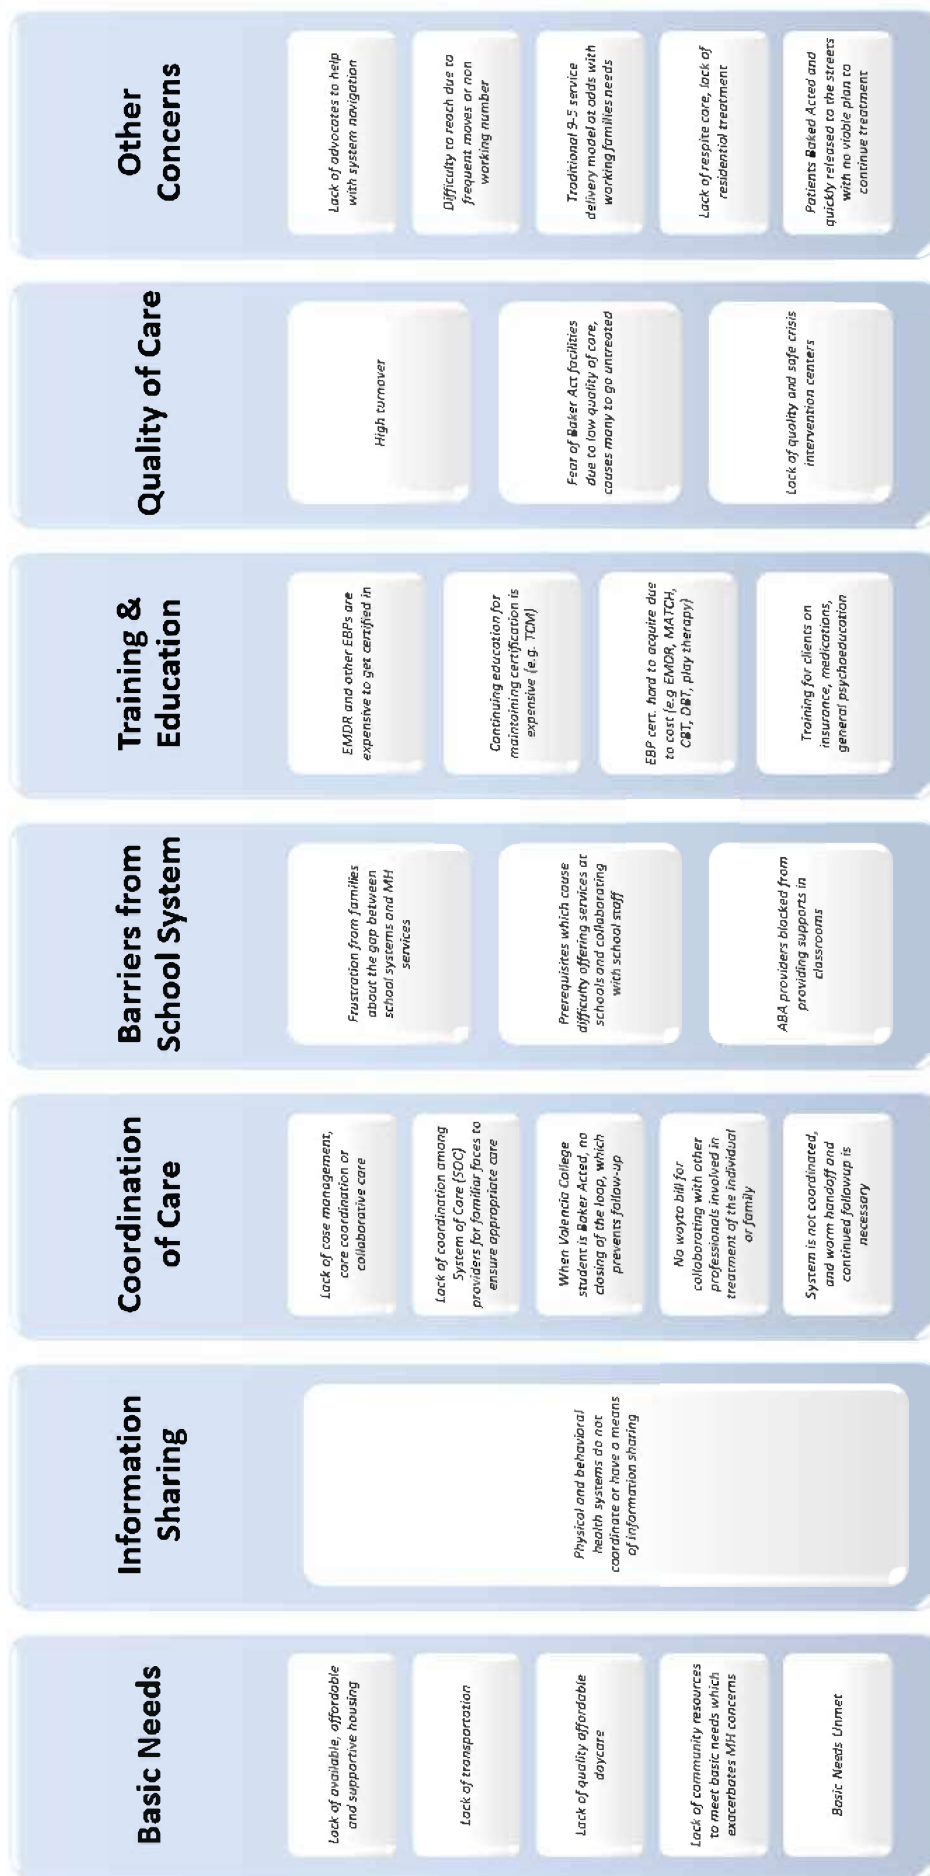 Basic Needs
Lack of available, affordable
and supportive housing
Lack of transportation
Lack of quality affordable
daycare
Lack of community resources
to meet basic needs which
exacerbates MH concerns
Basic Needs Unmet
Information
Sharing
Physical and behavioral
health systems do not
coordinate or have a means
of information sharing
Coordination
of Care
Lack of case management,
care coordination or
collaborative care
Lack of coordination among
System of Care (SOC)
providers for familiar faces to
ensure appropriate care
When Valencia College
student is Baker Acted, no
closing of the loop, which
prevents follow-up
No wayto bill for
collaborating with other
professionals involved in
treatment of the individual
or family
System is not coordinated,
and warm handoff and
continued followup is
necessary
Barriers from
School System
Frustration from families
about the gap between
school systems and MH
services
Prerequisites which cause
difficulty offering services at
schools and collaborating
with school staff
ABA providers blocked from
providing supports in
classrooms
Training &
Education
EMDR and other EBPs are
expensive to get certified in
Continuing education for
maintaining certification is
expensive (e.g. TCM)
EBP cert. hard to acquire due
to cost (e.g EMDR, MATCH,
CBT, DBT, play therapy)
Training for clients on
insurance, medications,
general psychoeducation
Quality of Care
High turnover
Fear of Baker Act facilities
due to low quality of care,
causes many to go untreated
Lack of quality and safe crisis
intervention centers
Other
Concerns
Lack of advocates to help
with system navigation
Difficulty to reach due to
frequent moves or non
working number
Traditional 9-5 service
delivery model at odds with
working families needs
Lack of respite care, lack of
residential treatment
Patients Baked Acted and
quickly released to the streets
with no viable plan to
continue treatment